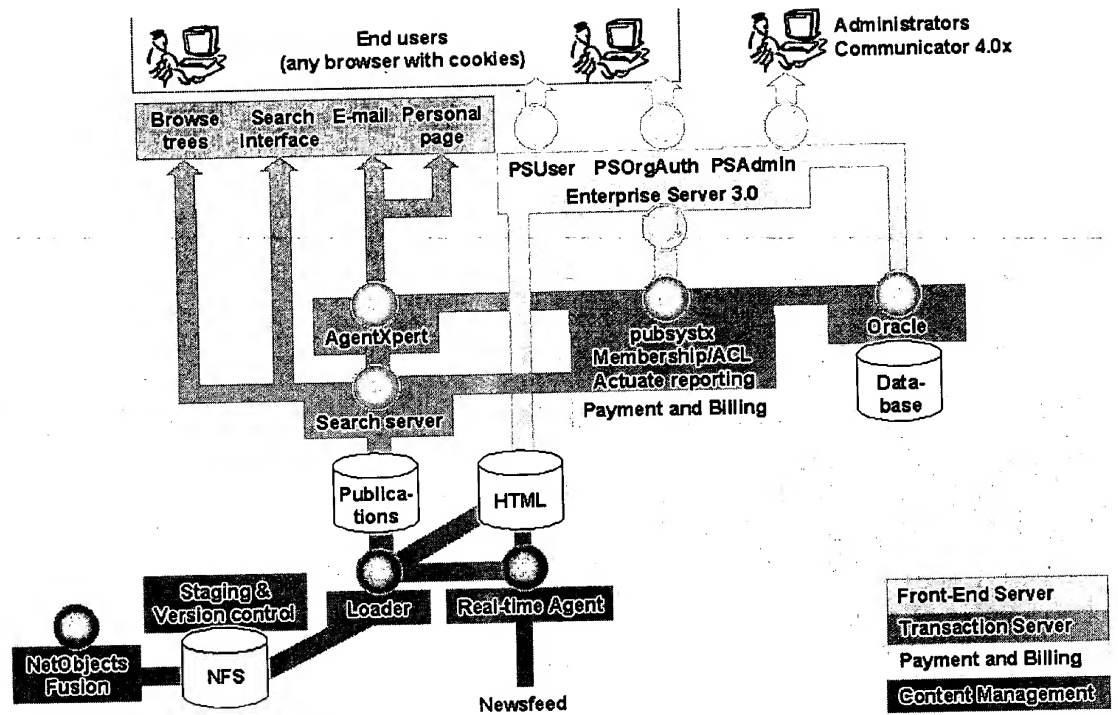 End users
(any browser with cookies)
Administrators
Communicator 4.0x
Browse
trees
Search
Interface
E-mail
Personal
page
PSUser PSOrgAuth PSAdmin
Enterprise Server 3.0
AgentXpert
pubsystx
Membership/ACL
Actuate reporting
Payment and Billing
Oracle
Data-
base
Search server
Publica-
tions
HTML
Staging &
Version control
Loader
Real-time Agent
NetObjects
Fusion
NFS
Newsfeed
Front-End Server
Transaction Server
Payment and Billing
Content Management